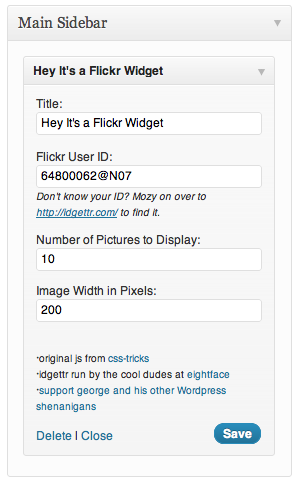 Main Sidebar
Hey It's a Flickr Widget
Title:
Hey It's a Flickr Widget
Flickr User ID:
64800062@N07
Don't know your ID? Mozy on over to
http://idgettr.com/ to find it.
Number of Pictures to Display:
10
Image Width in Pixels:
200
·original js from css-tricks
·idgettr run by the cool dudes at eightface
·support george and his other Wordpress
shenanigans
Delete | Close
Save